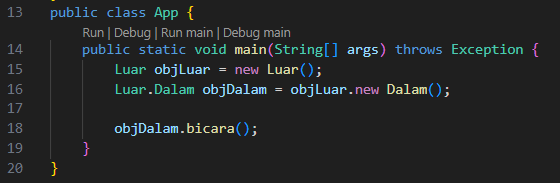 13 public class App {
Run | Debug | Run main | Debug main
14 public static void main(String[] args) throws Exception {
15 Luar objLuar = new Luar();
16 Luar.Dalam objDalam = objLuar.new Dalam();
17
18 objDalam.bicara();
19 }
20 }